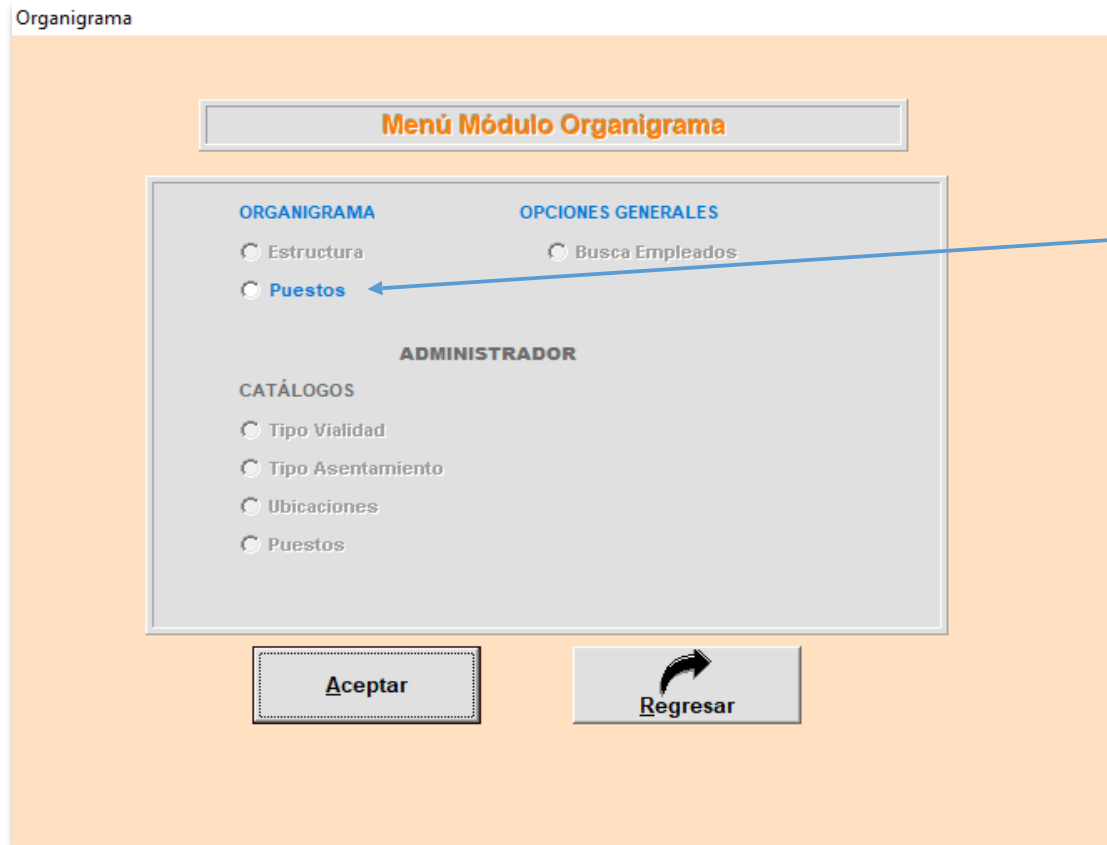 Organigrama
Menú Módulo Organigrama
ORGANIGRAMA OPCIONES GENERALES
Estructura Busca Empleados
Puestos
ADMINISTRADOR
CATÁLOGOS
Tipo Vialidad
Tipo Asentamiento
Ubicaciones
Puestos
Aceptar Regresar